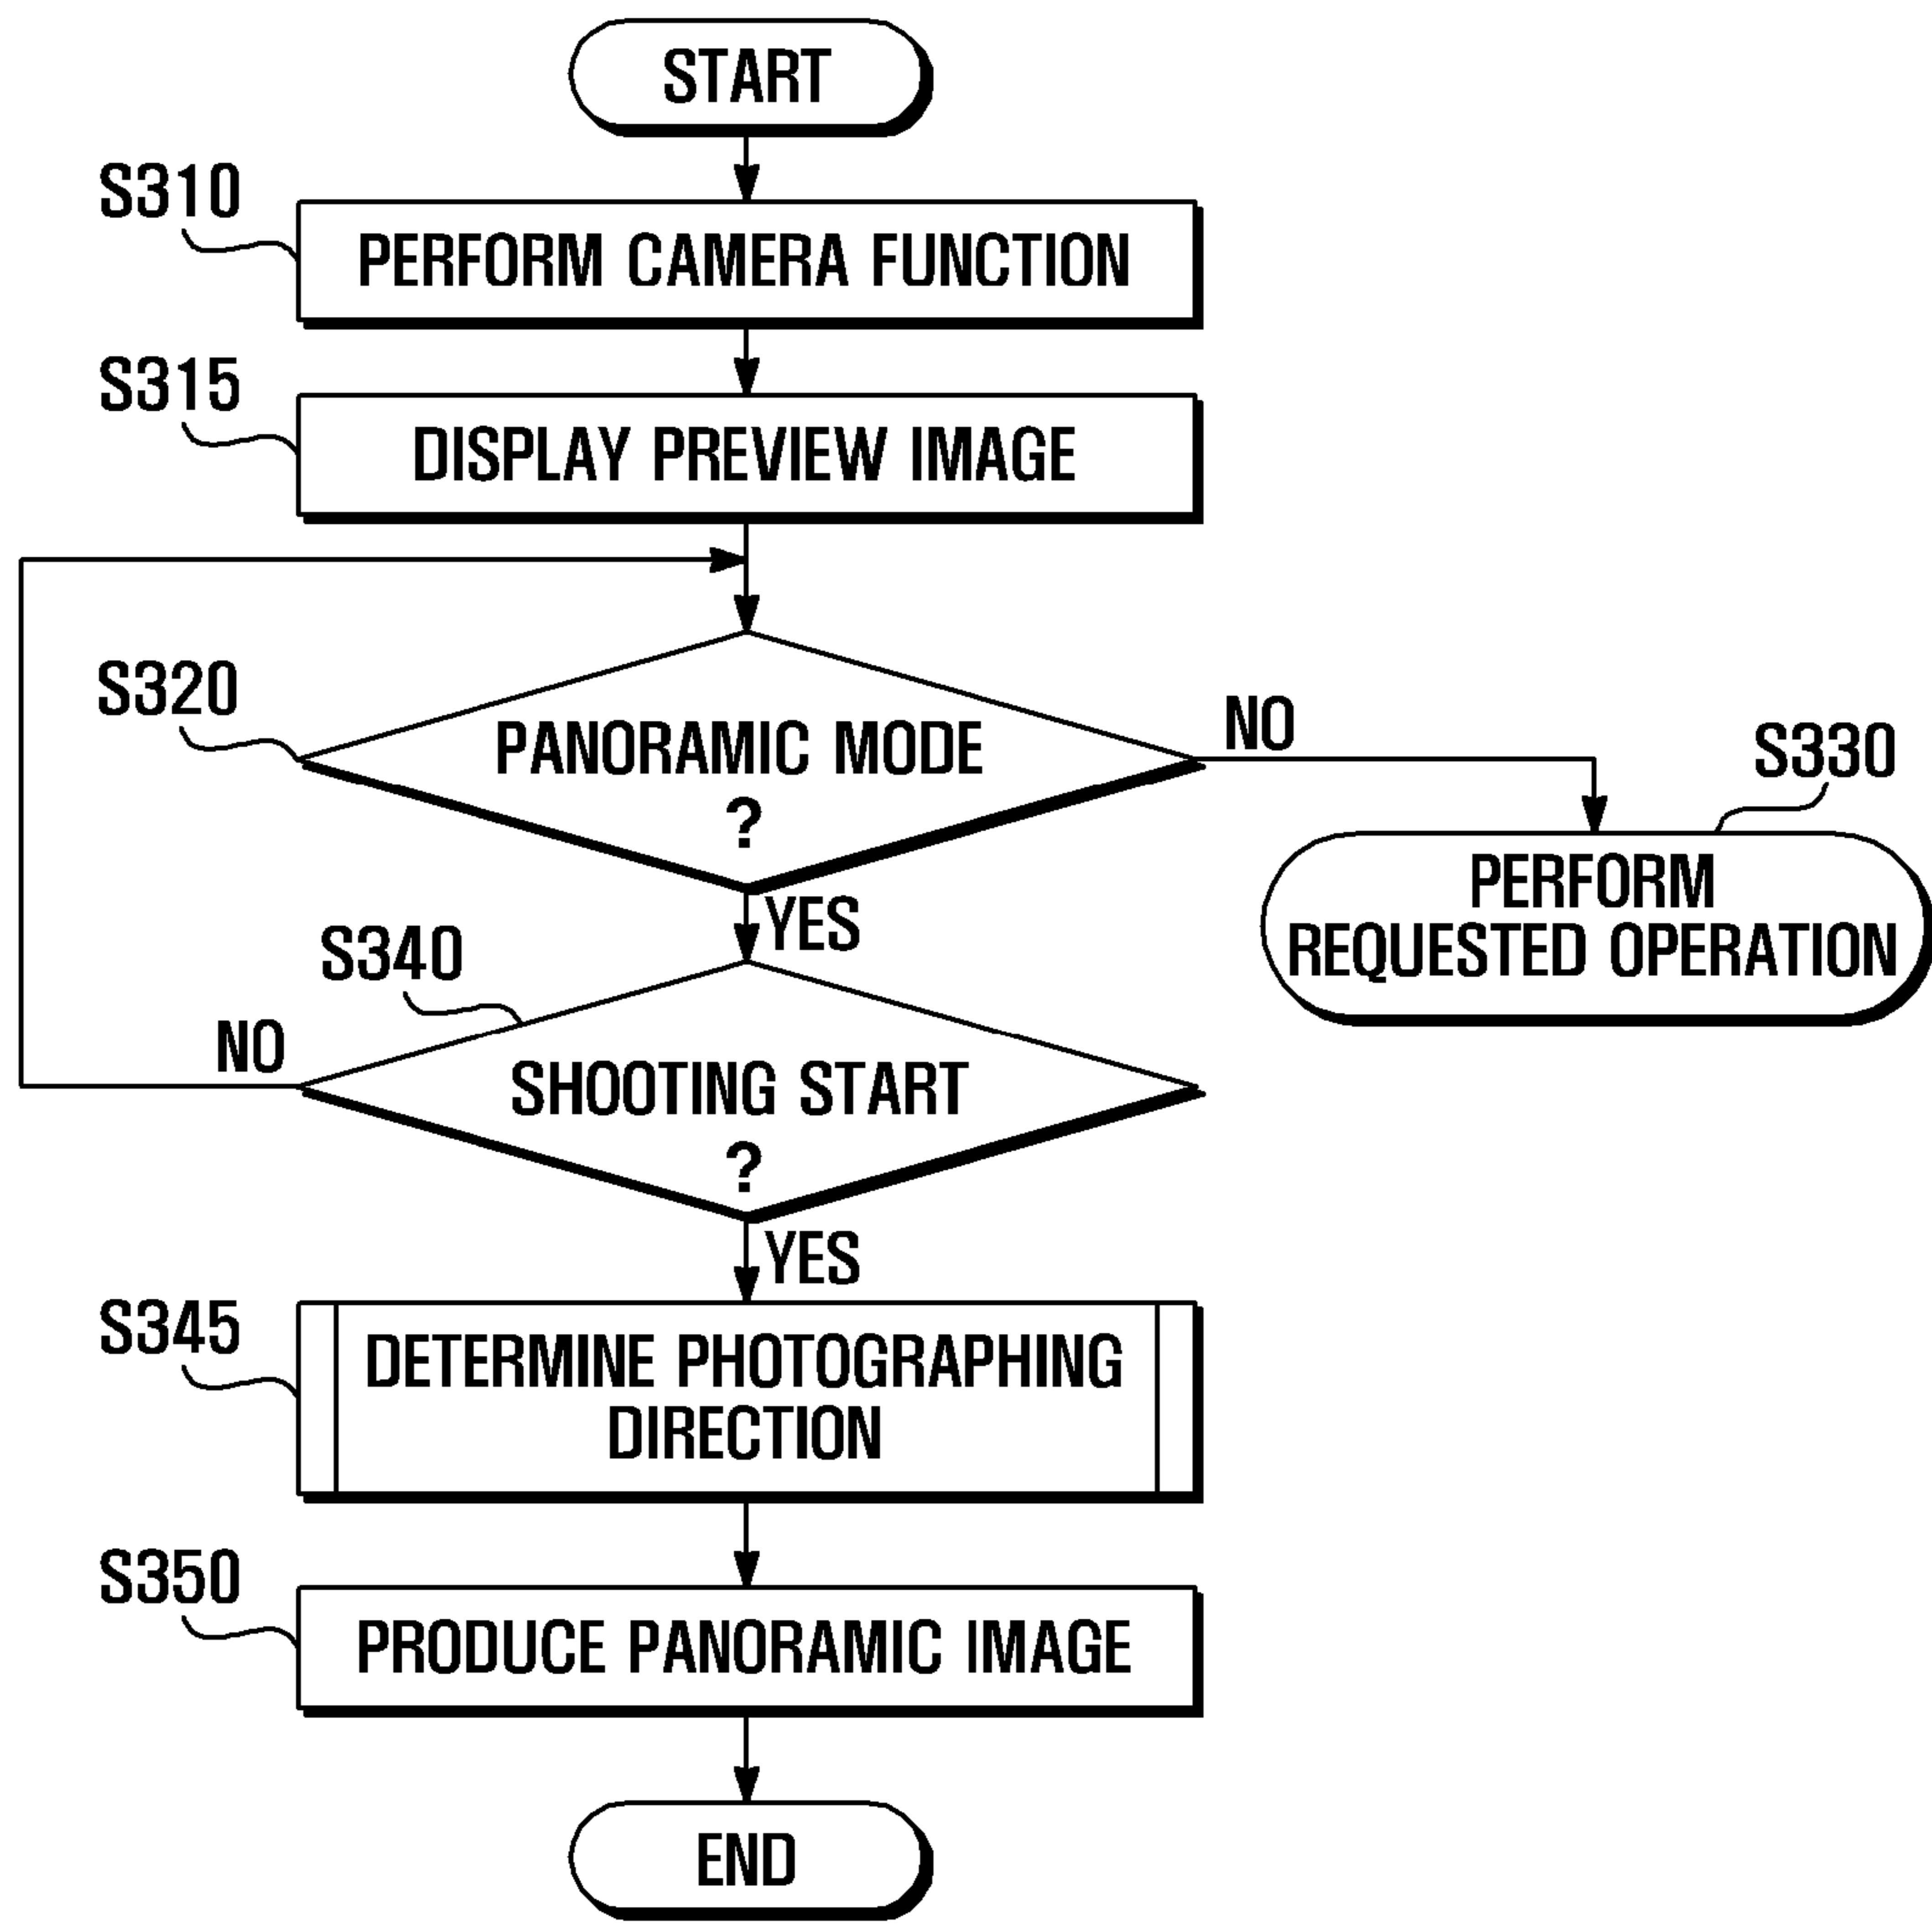 START
S310
PERFORM CAMERA FUNCTION
S315
DISPLAY PREVIEW IMAGE
S320
PANORAMIC MODE
?
NO
S330
PERFORM
REQUESTED OPERATION
YES
S340
NO
SHOOTING START
?
YES
S345
DETERMINE PHOTOGRAPHING
DIRECTION
S350
PRODUCE PANORAMIC IMAGE
END